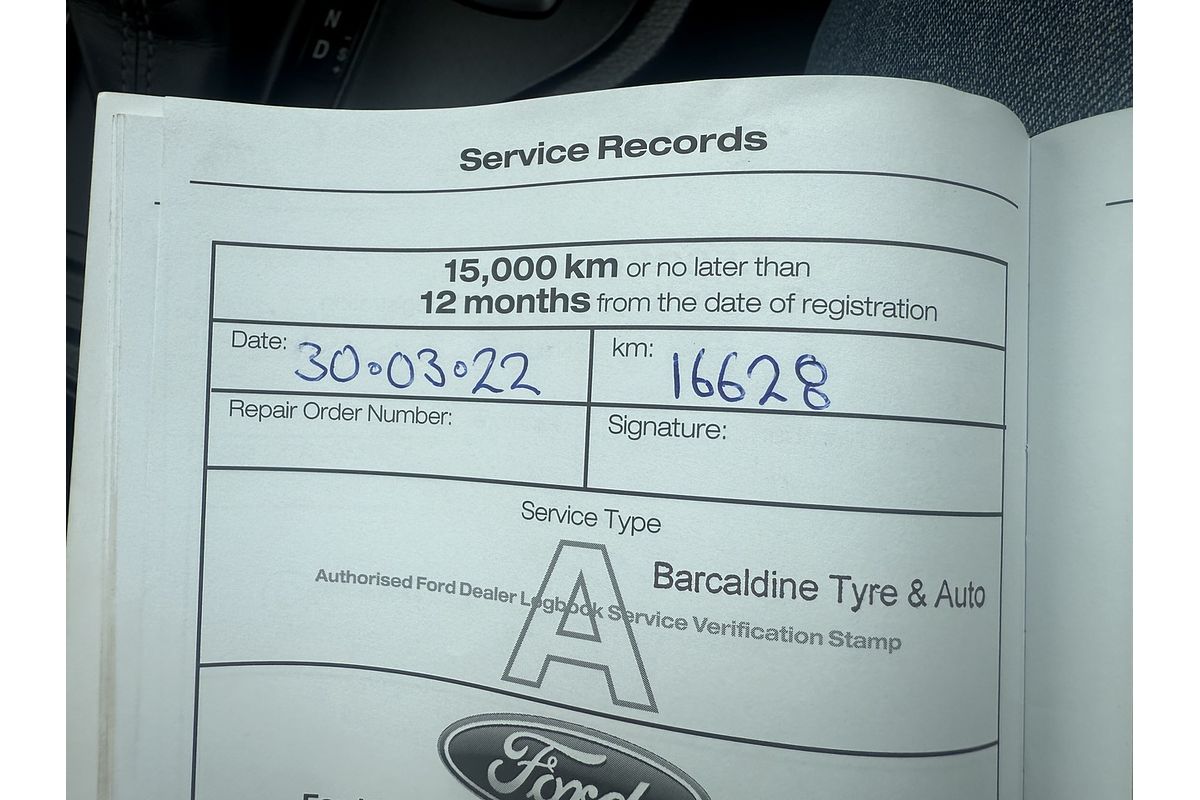 N
D
S
Service Records
15,000 km or no later than
12 months from the date of registration
Date: 30.03.22
km: 16628
Repair Order Number:
Signature:
Service Type
A
Barcaldine Tyre & Auto
Authorised Ford Dealer Logbook Service Verification Stamp
Ford